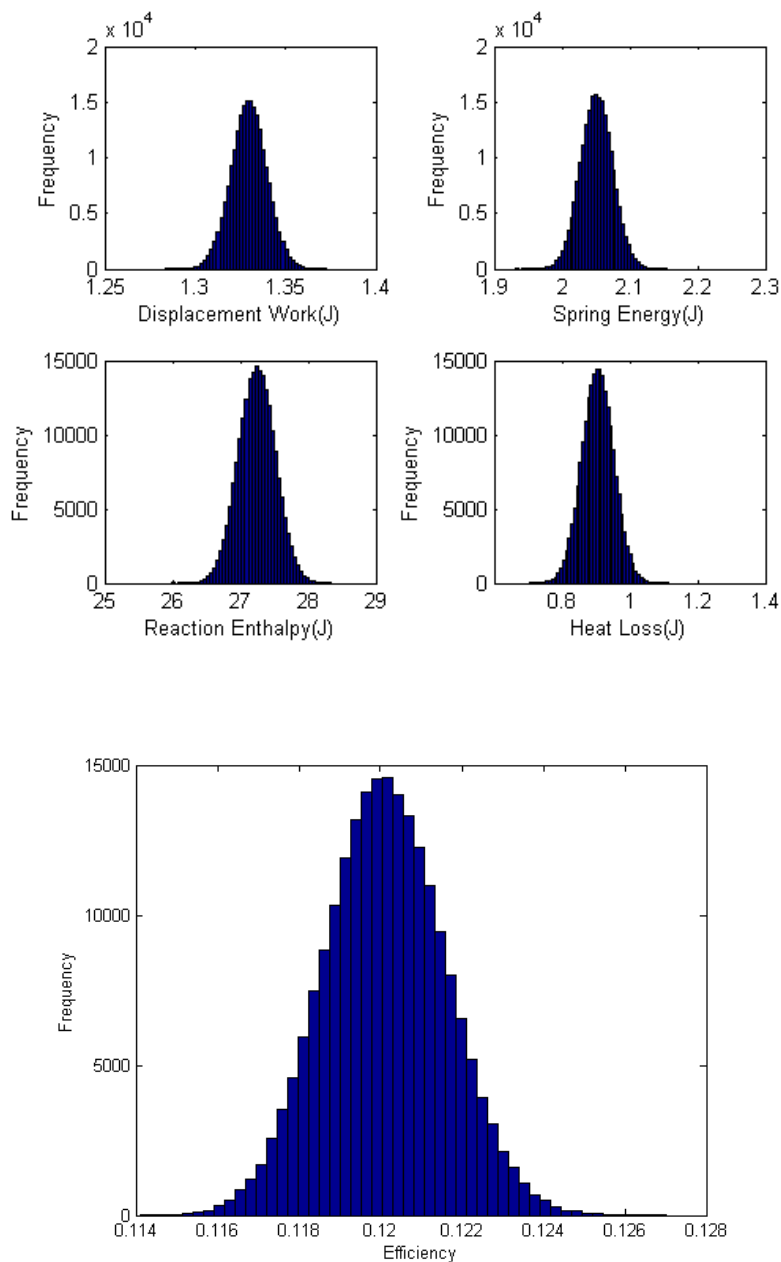 x 10⁴
2
1.5
1
0.5
0
Frequency
1.25 1.3 1.35 1.4
Displacement Work(J)
x 10⁴
2
1.5
1
0.5
0
Frequency
1.9 2 2.1 2.2 2.3
Spring Energy(J)
15000
10000
5000
0
Frequency
25 26 27 28 29
Reaction Enthalpy(J)
15000
10000
5000
0
Frequency
0.8 1 1.2 1.4
Heat Loss(J)
15000
10000
5000
0
Frequency
0.114 0.116 0.118 0.12 0.122 0.124 0.126 0.128
Efficiency